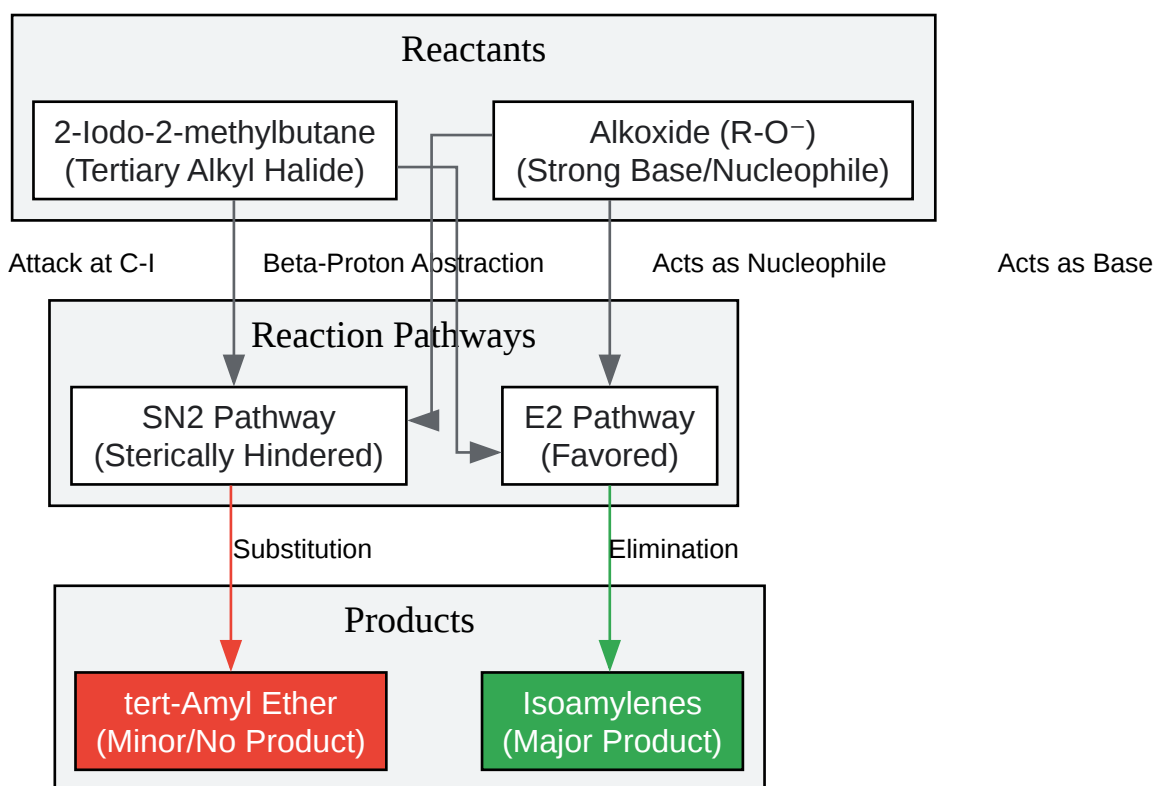 Reactants
2-Iodo-2-methylbutane
(Tertiary Alkyl Halide)
Alkoxide (R-O⁻)
(Strong Base/Nucleophile)
Attack at C-I
Beta-Proton Abstraction
Acts as Nucleophile
Acts as Base
Reaction Pathways
SN2 Pathway
(Sterically Hindered)
E2 Pathway
(Favored)
Substitution
Elimination
Products
tert-Amyl Ether
(Minor/No Product)
Isoamylenes
(Major Product)